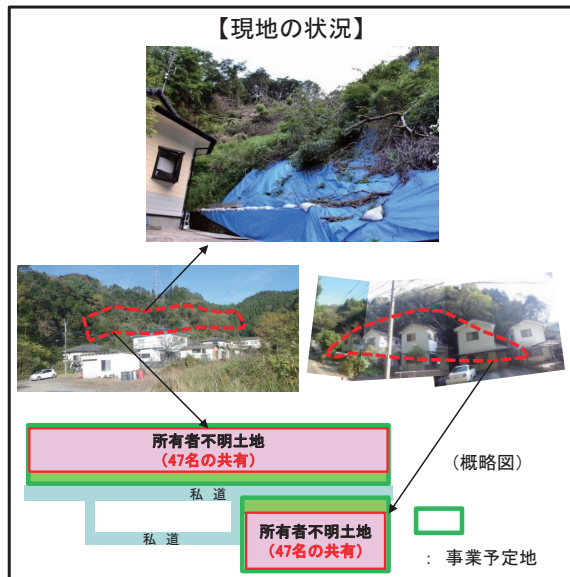 【現地の状況】
所有者不明土地
(47名の共有)
(概略図)
私 道
私 道
所有者不明土地
(47名の共有)
: 事業予定地